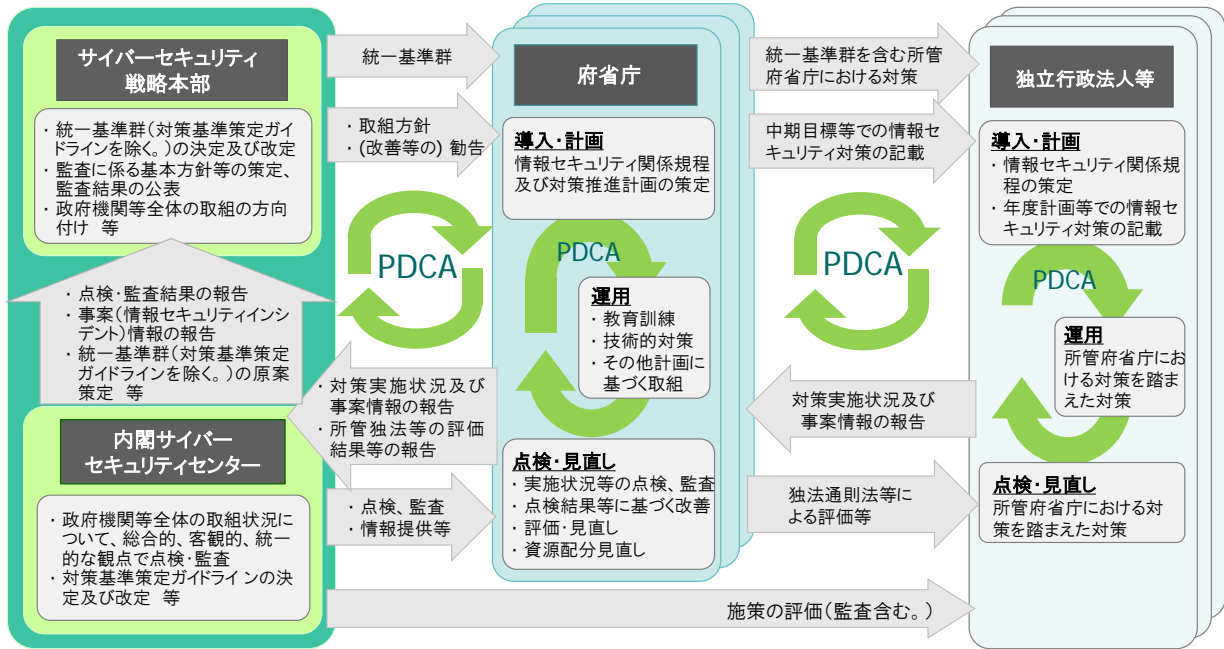 サイバーセキュリティ
戦略本部
・統一基準群(対策基準策定ガイ
ドラインを除く。)の決定及び改定
・監査に係る基本方針等の策定、
監査結果の公表
・政府機関等全体の取組の方向
付け 等
・点検・監査結果の報告
・事案(情報セキュリティインシ
デント)情報の報告
・統一基準群(対策基準策定
ガイドラインを除く。)の原案
策定 等
内閣サイバー
セキュリティセンター
・政府機関等全体の取組状況に
ついて、総合的、客観的、統一
的な観点で点検・監査
・対策基準策定ガイドラインの決
定及び改定 等
統一基準群
・取組方針
・(改善等の) 勧告
PDCA
・対策実施状況及び
事案情報の報告
・所管独法等の評価
結果等の報告
・点検、監査
・情報提供等
府省庁
導入・計画
情報セキュリティ関係規程
及び対策推進計画の策定
PDCA
運用
・教育訓練
・技術的対策
・その他計画に
基づく取組
点検・見直し
・実施状況等の点検、監査
・点検結果等に基づく改善
・評価・見直し
・資源配分見直し
統一基準群を含む所管
府省庁における対策
中期目標等での情報セ
キュリティ対策の記載
PDCA
対策実施状況及び
事案情報の報告
独法通則法等に
よる評価等
施策の評価(監査含む。)
独立行政法人等
導入・計画
・情報セキュリティ関係規
程の策定
・年度計画等での情報セ
キュリティ対策の記載
PDCA
運用
所管府省庁にお
ける対策を踏ま
えた対策
点検・見直し
所管府省庁における対
策を踏まえた対策